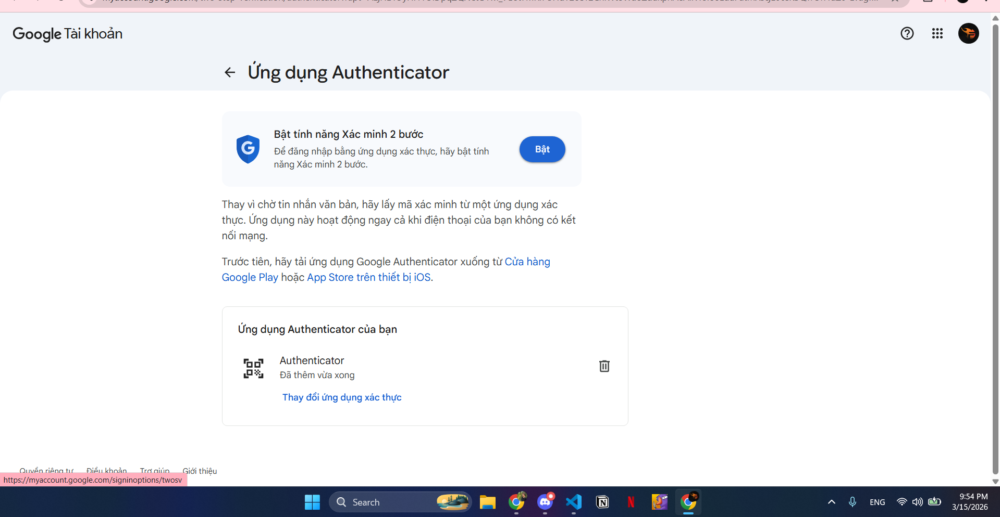 Google Tài khoản
Ứng dụng Authenticator
Bật tính năng Xác minh 2 bước
Để đăng nhập bằng ứng dụng xác thực, hãy bật tính
năng Xác minh 2 bước.
Bật
Thay vì chờ tin nhắn văn bản, hãy lấy mã xác minh từ một ứng dụng xác
thực. Ứng dụng này hoạt động ngay cả khi điện thoại của bạn không có kết
nối mạng.
Trước tiên, hãy tải ứng dụng Google Authenticator xuống từ Cửa hàng
Google Play hoặc App Store trên thiết bị iOS.
Ứng dụng Authenticator của bạn
Authenticator
Đã thêm vừa xong
Thay đổi ứng dụng xác thực
Quyền riêng tư Điều khoản Trợ giúp Giới thiệu
https://myaccount.google.com/signinoptions/twosv
Search
ENG
9:54 PM
3/15/2026